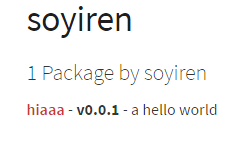 soyiren
1 Package by soyiren
hiaaa - v0.0.1 - a hello world